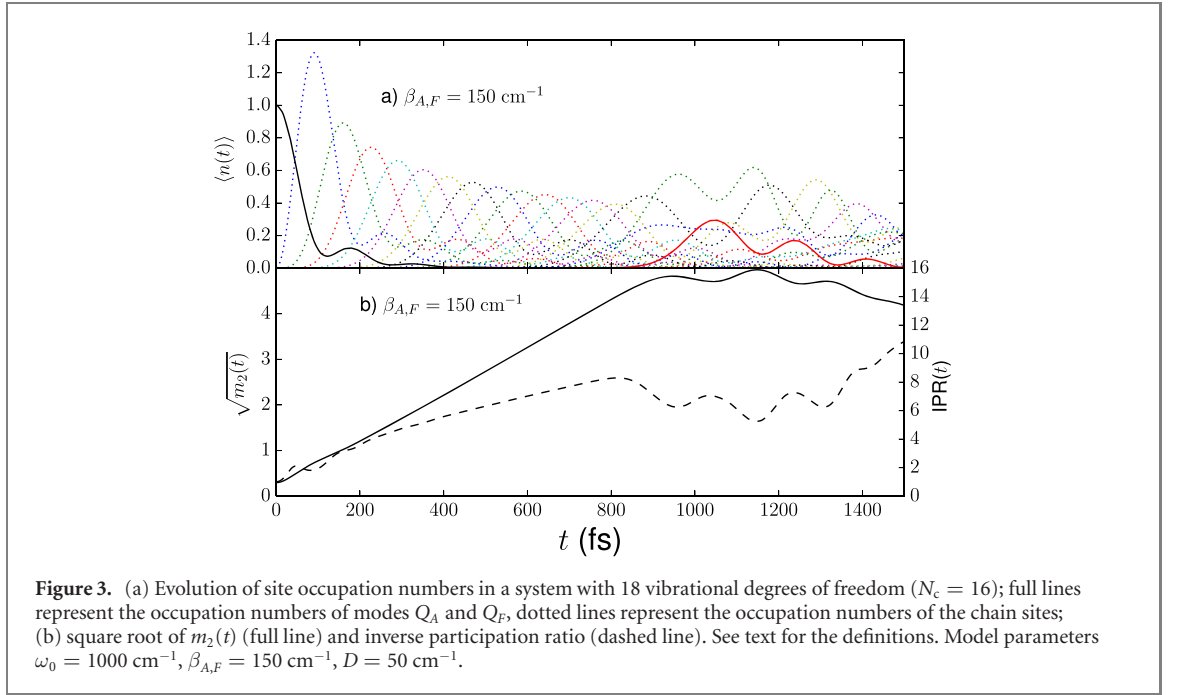 1.4
1.2
1.0
0.8
0.6
0.4
0.2
0.0
⟨n(t)⟩
a) β_{A,F} = 150 cm⁻¹
16
14
12
10
8
6
4
2
0
IPR(t)
b) β_{A,F} = 150 cm⁻¹
4
3
2
1
0
√m₂(t)
0 200 400 600 800 1000 1200 1400
t (fs)
Figure 3. (a) Evolution of site occupation numbers in a system with 18 vibrational degrees of freedom (N_c = 16); full lines
represent the occupation numbers of modes Q_A and Q_F, dotted lines represent the occupation numbers of the chain sites;
(b) square root of m₂(t) (full line) and inverse participation ratio (dashed line). See text for the definitions. Model parameters
ω₀ = 1000 cm⁻¹, β_{A,F} = 150 cm⁻¹, D = 50 cm⁻¹.